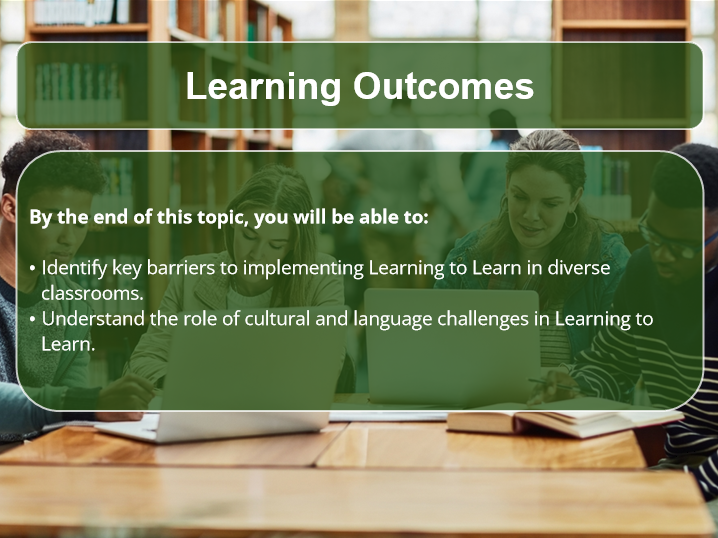 Learning Outcomes
By the end of this topic, you will be able to:
• Identify key barriers to implementing Learning to Learn in diverse
classrooms.
• Understand the role of cultural and language challenges in Learning to
Learn.